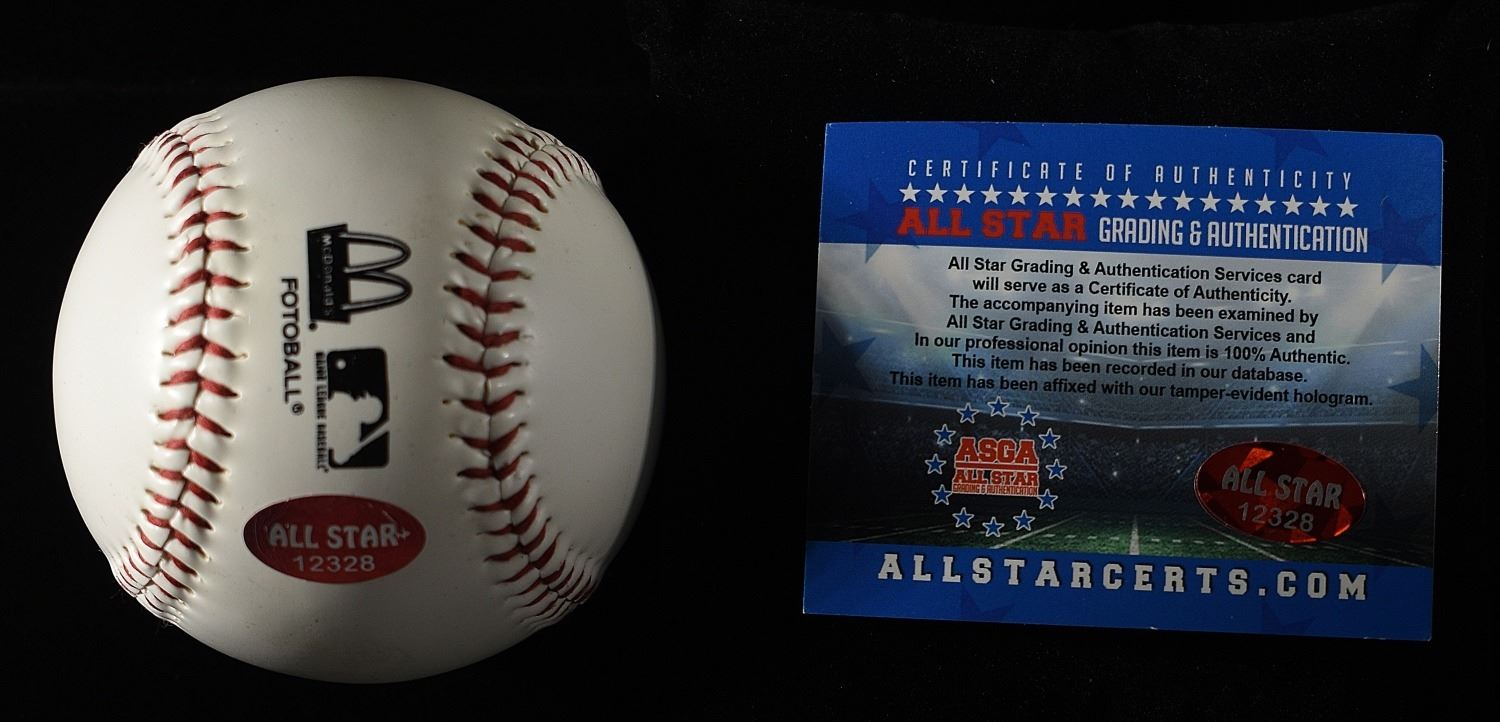 McDonald's
FOTOBALL®
MAJOR LEAGUE BASEBALL
ALL STAR
12328
CERTIFICATE OF AUTHENTICITY
ALL STAR GRADING & AUTHENTICATION
All Star Grading & Authentication Services card
will serve as a Certificate of Authenticity.
The accompanying item has been examined by
All Star Grading & Authentication Services and
In our professional opinion this item is 100% Authentic.
This item has been recorded in our database.
This item has been affixed with our tamper-evident hologram.
ASGA
ALL STAR
GRADING & AUTHENTICATION
ALL STAR
12328
ALLSTARCERTS.COM